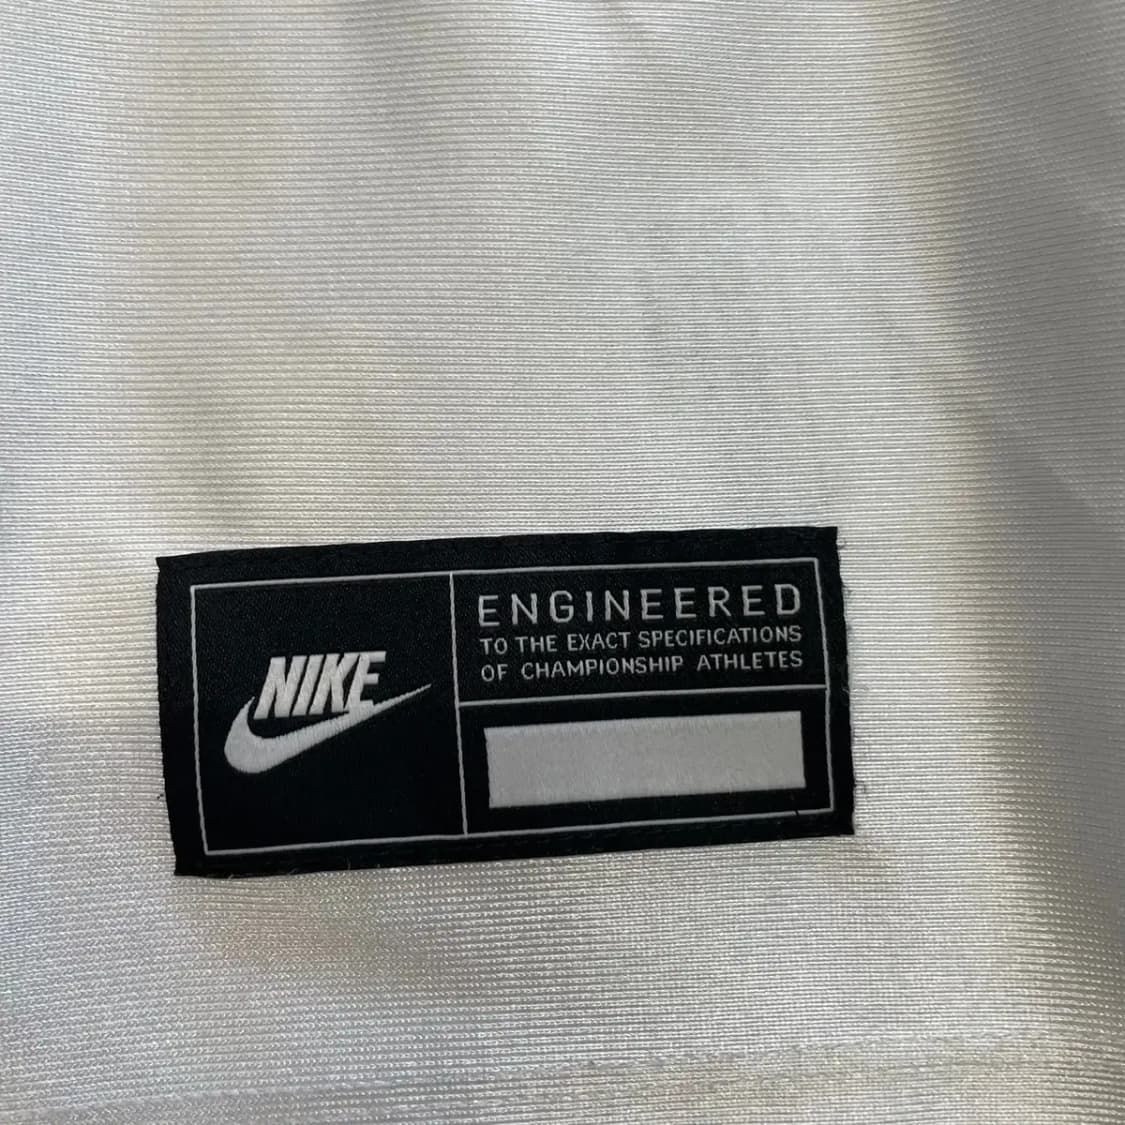 NIKE
ENGINEERED
TO THE EXACT SPECIFICATIONS
OF CHAMPIONSHIP ATHLETES